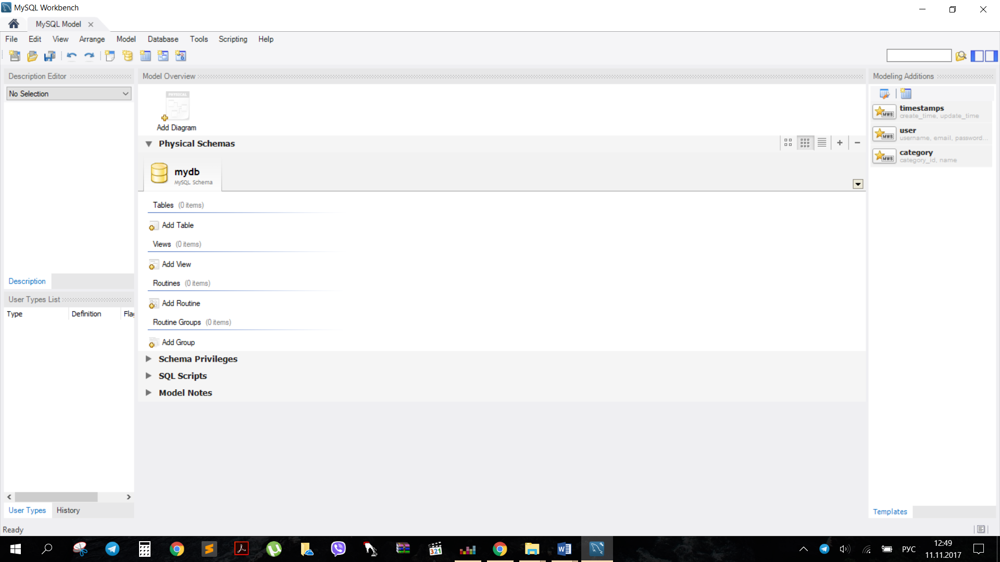 MySQL Workbench
MySQL Model
File Edit View Arrange Model Database Tools Scripting Help
Description Editor
No Selection
Description
User Types List
Type Definition Fla
User Types History
Model Overview
PHYSICAL
Add Diagram
Physical Schemas
mydb
MySQL Schema
Tables (0 items)
Add Table
Views (0 items)
Add View
Routines (0 items)
Add Routine
Routine Groups (0 items)
Add Group
Schema Privileges
SQL Scripts
Model Notes
Modeling Additions
MWB
timestamps
create_time, update_time
MWB
user
username, email, password...
MWB
category
category_id, name
Templates
Ready
321
РУС
12:49
11.11.2017